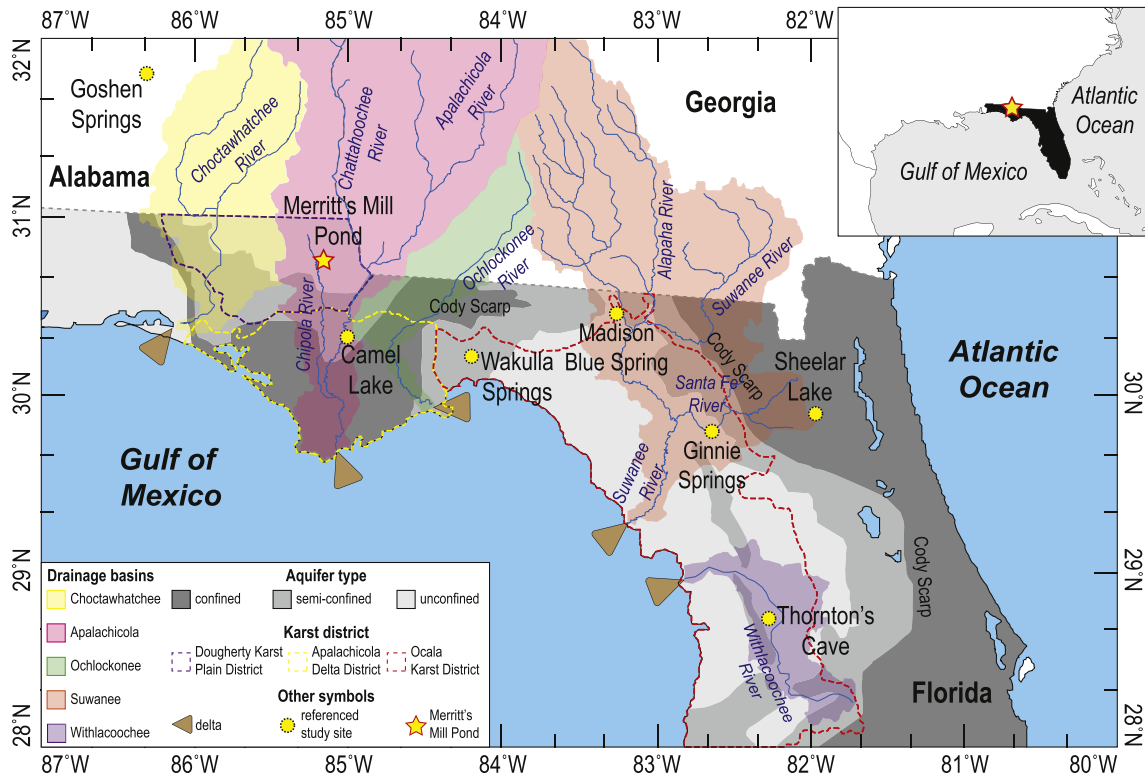 87°W
86°W
85°W
84°W
83°W
82°W
32°N
32°N
Goshen
Springs
Choctawhatchee
River
Chattahoochee
River
Apalachicola
River
Georgia
Atlantic
Ocean
Gulf of Mexico
Alabama
31°N
31°N
Merritt's Mill
Pond
Ochlockonee
River
Alapaha River
Suwanee River
Chipola River
Cody Scarp
Camel
Lake
Wakulla
Springs
Madison
Blue Spring
Cody Scarp
Sheelar
Lake
Santa Fe
River
Atlantic
Ocean
30°N
30°N
Gulf of
Mexico
Ginnie
Springs
Suwanee
River
Cody Scarp
29°N
29°N
Thornton's
Cave
Withlacoochee
River
Florida
28°N
28°N
Drainage basins
Choctawhatchee
Apalachicola
Ochlockonee
Suwanee
Withlacoochee
Aquifer type
confined
semi-confined
unconfined
Karst district
Dougherty Karst
Plain District
Apalachicola
Delta District
Ocala
Karst District
Other symbols
delta
referenced
study site
Merritt's
Mill Pond
87°W
86°W
85°W
84°W
83°W
82°W
81°W
80°W